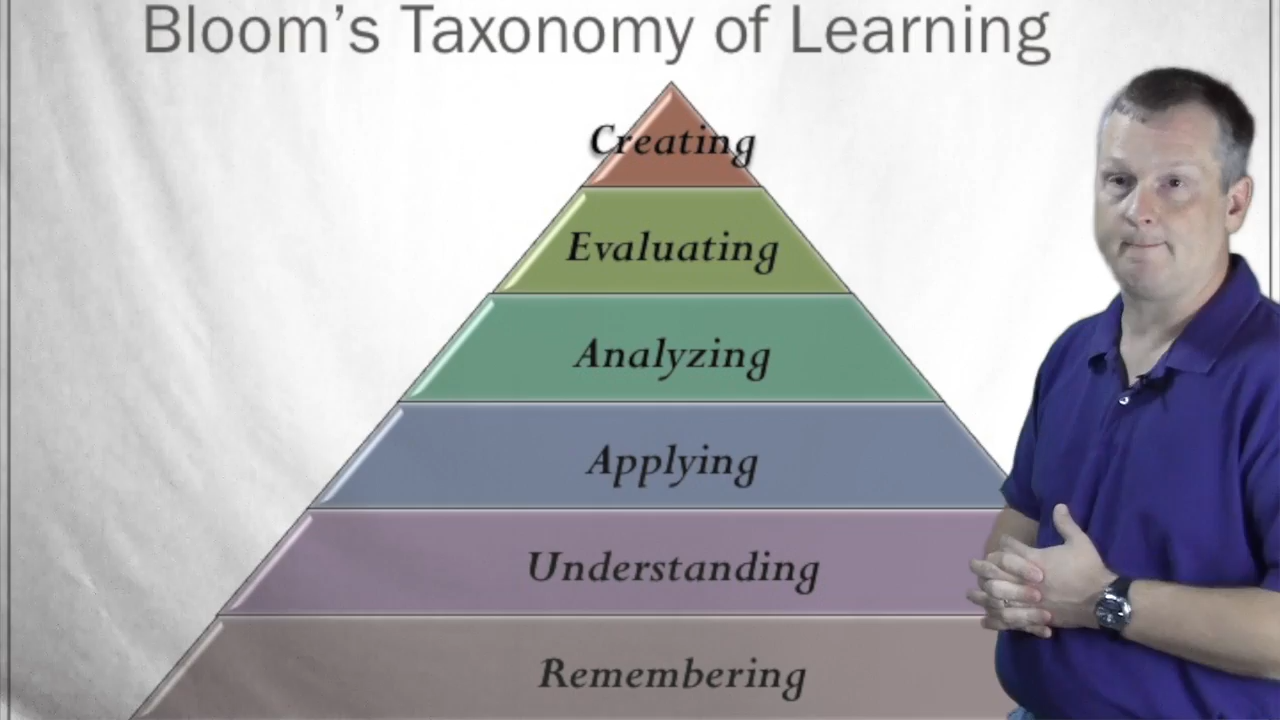 Bloom’s Taxonomy of Learning
Creating
Evaluating
Analyzing
Applying
Understanding
Remembering